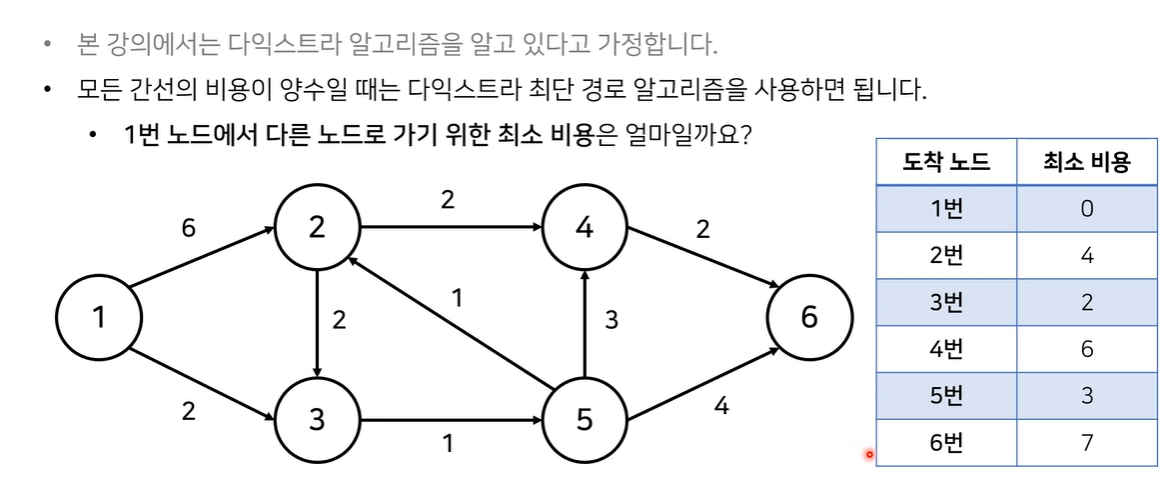 • 본 강의에서는 다익스트라 알고리즘을 알고 있다고 가정합니다.
• 모든 간선의 비용이 양수일 때는 다익스트라 최단 경로 알고리즘을 사용하면 됩니다.
• 1번 노드에서 다른 노드로 가기 위한 최소 비용은 얼마일까요?
6
2
2
4
2
1
2
1
3
6
2
3
1
5
4
도착 노드 최소 비용
1번 0
2번 4
3번 2
4번 6
5번 3
6번 7